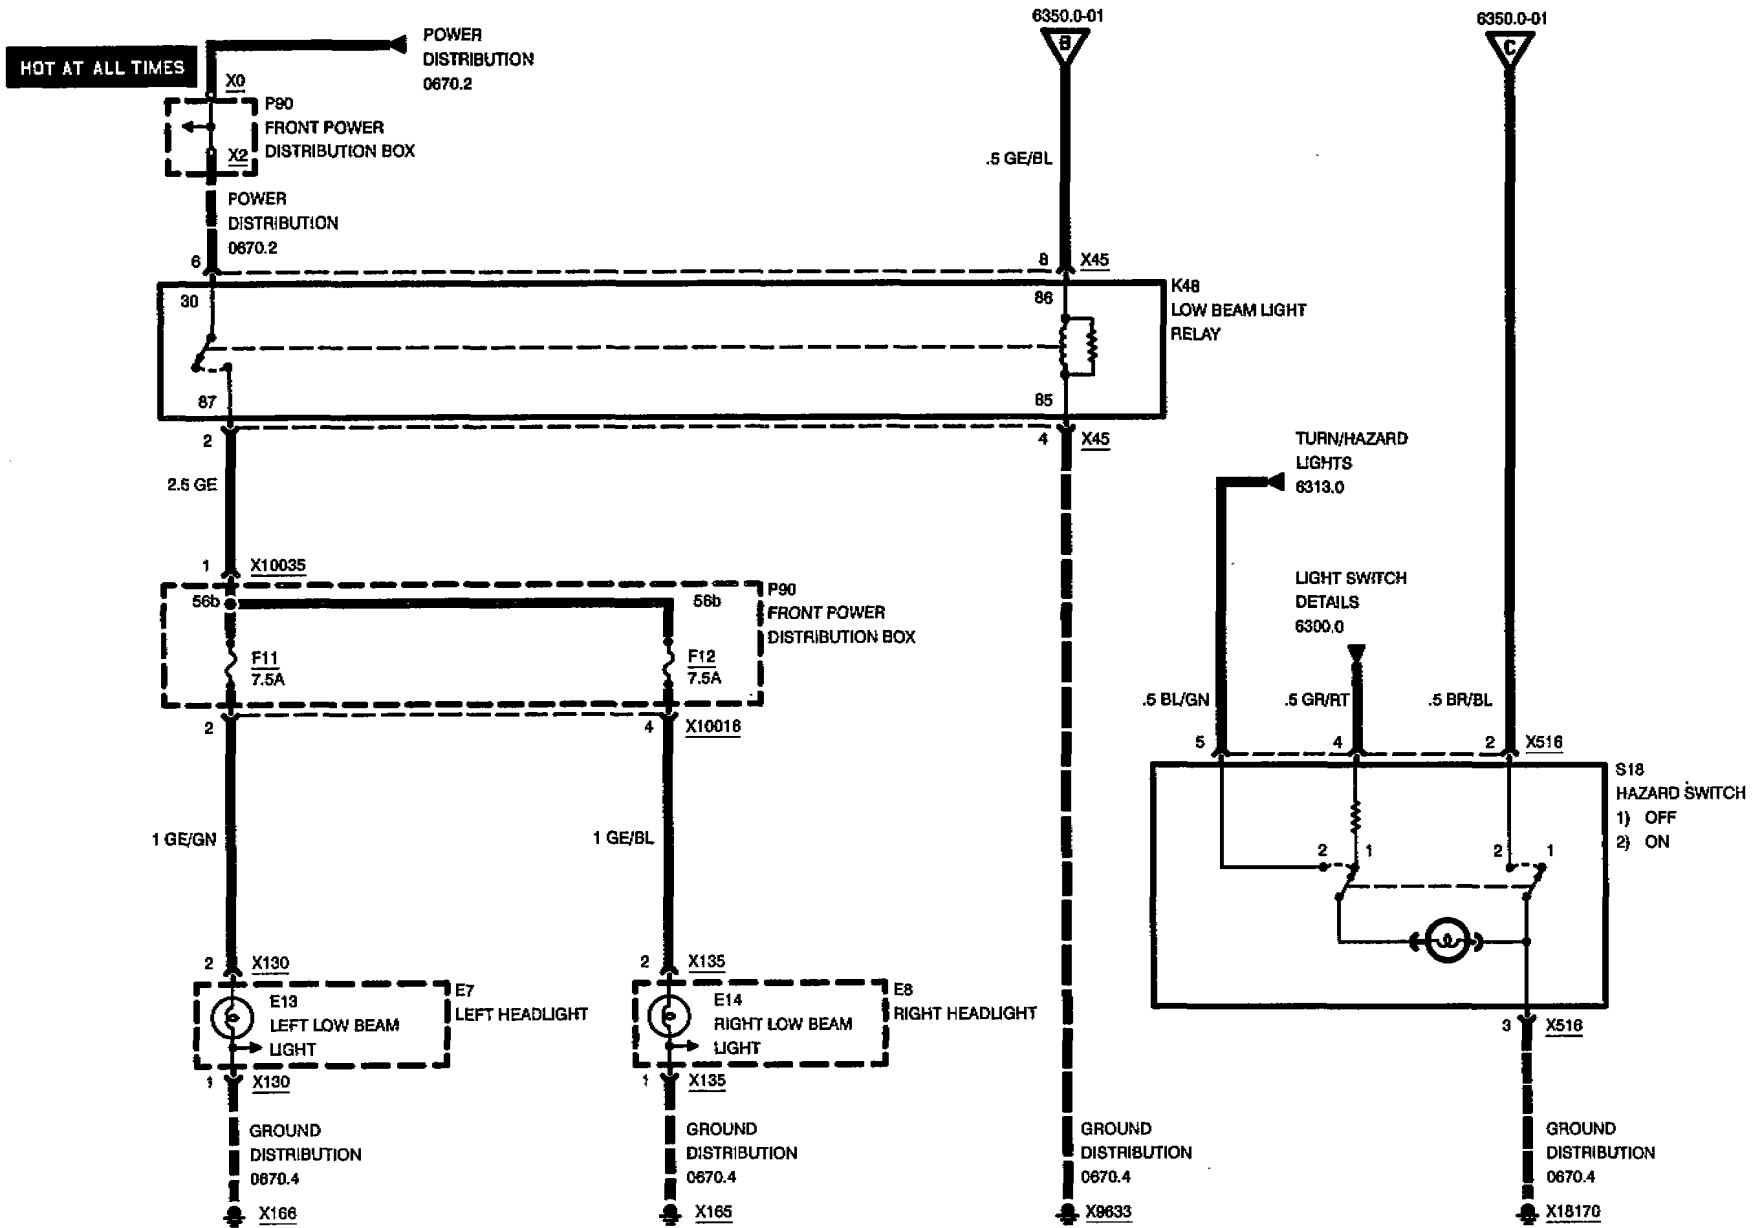 6350.0-01
6350.0-01
B
C
HOT AT ALL TIMES
POWER
DISTRIBUTION
0670.2
X0
P90
FRONT POWER
DISTRIBUTION BOX
X2
.5 GE/BL
POWER
DISTRIBUTION
0670.2
6
8
X45
30
86
K48
LOW BEAM LIGHT
RELAY
87
85
2
4
X45
2.5 GE
TURN/HAZARD
LIGHTS
6313.0
1
X10035
56b
56b
P90
FRONT POWER
DISTRIBUTION BOX
F11
7.5A
F12
7.5A
LIGHT SWITCH
DETAILS
6300.0
.5 BL/GN
.5 GR/RT
.5 BR/BL
2
4
X10016
5
4
2
X516
S18
HAZARD SWITCH
1) OFF
2) ON
1 GE/GN
1 GE/BL
2
1
2
1
2
X130
2
X135
E13
LEFT LOW BEAM
LIGHT
E7
LEFT HEADLIGHT
E14
RIGHT LOW BEAM
LIGHT
E8
RIGHT HEADLIGHT
3
X516
1
X130
1
X135
GROUND
DISTRIBUTION
0670.4
GROUND
DISTRIBUTION
0670.4
GROUND
DISTRIBUTION
0670.4
GROUND
DISTRIBUTION
0670.4
X166
X165
X9633
X18170